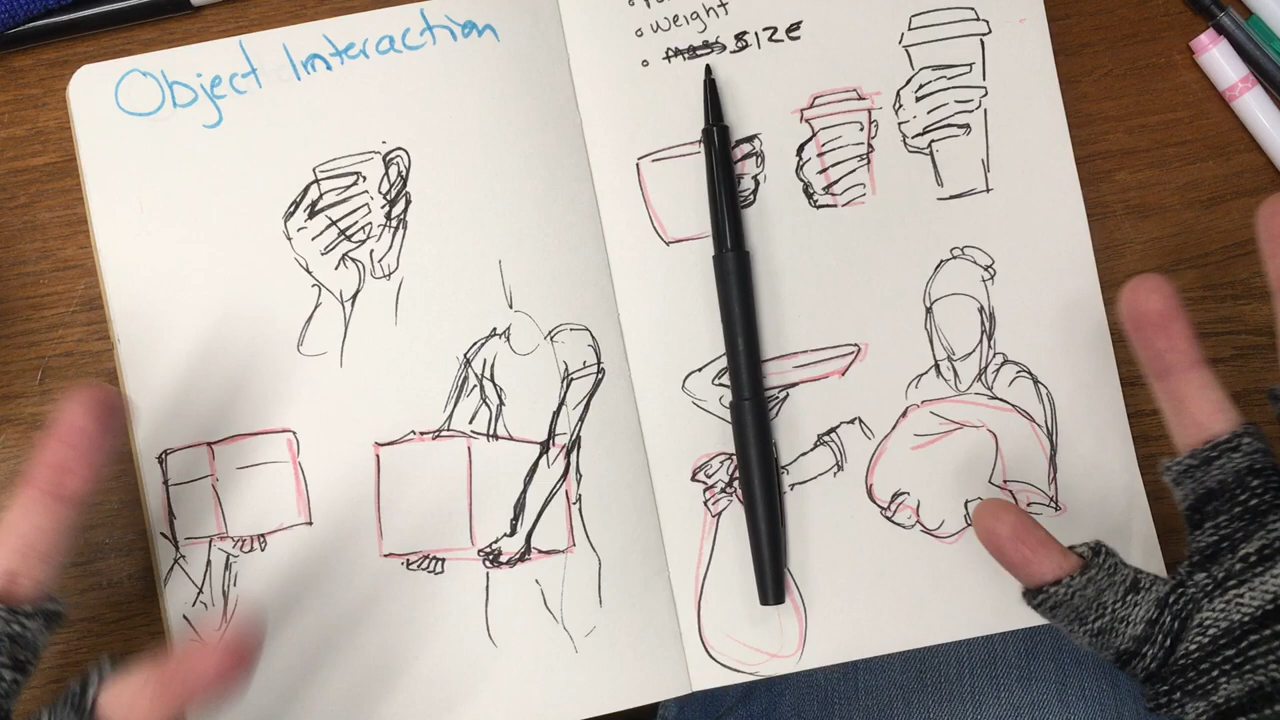 Object Interaction
• Weight
• SIZE